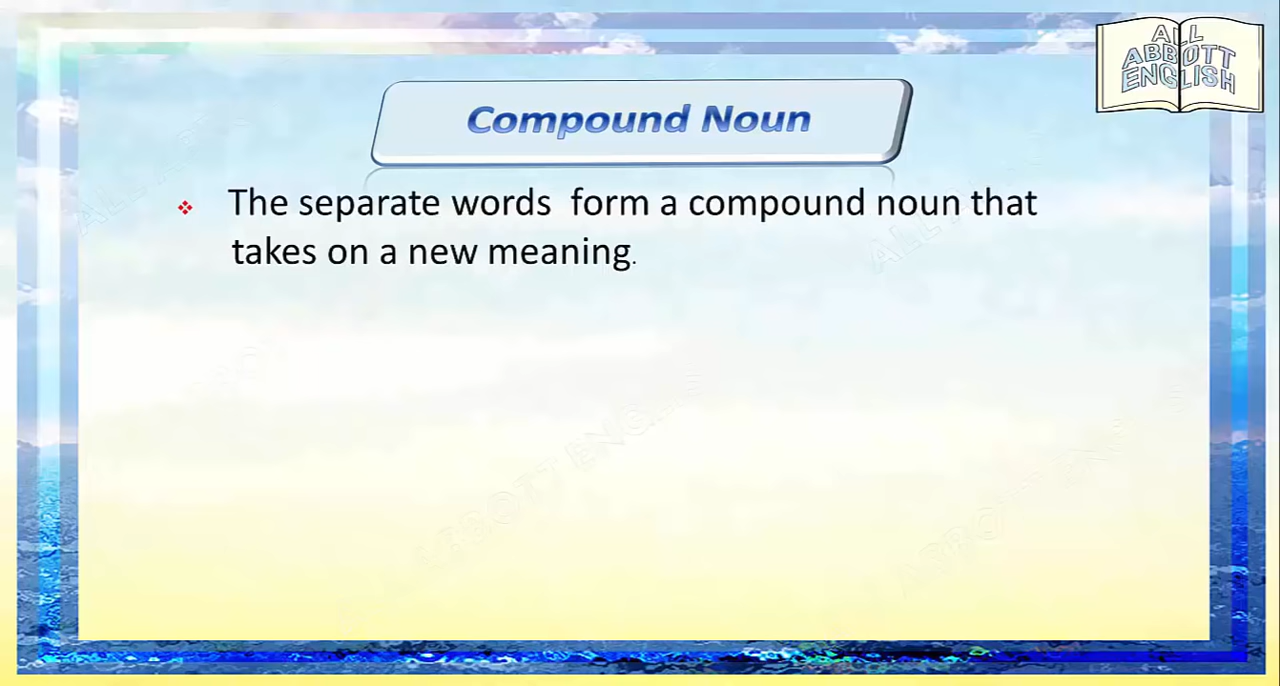 ALL
ABBOTT
ENGLISH
Compound Noun
The separate words form a compound noun that
takes on a new meaning.